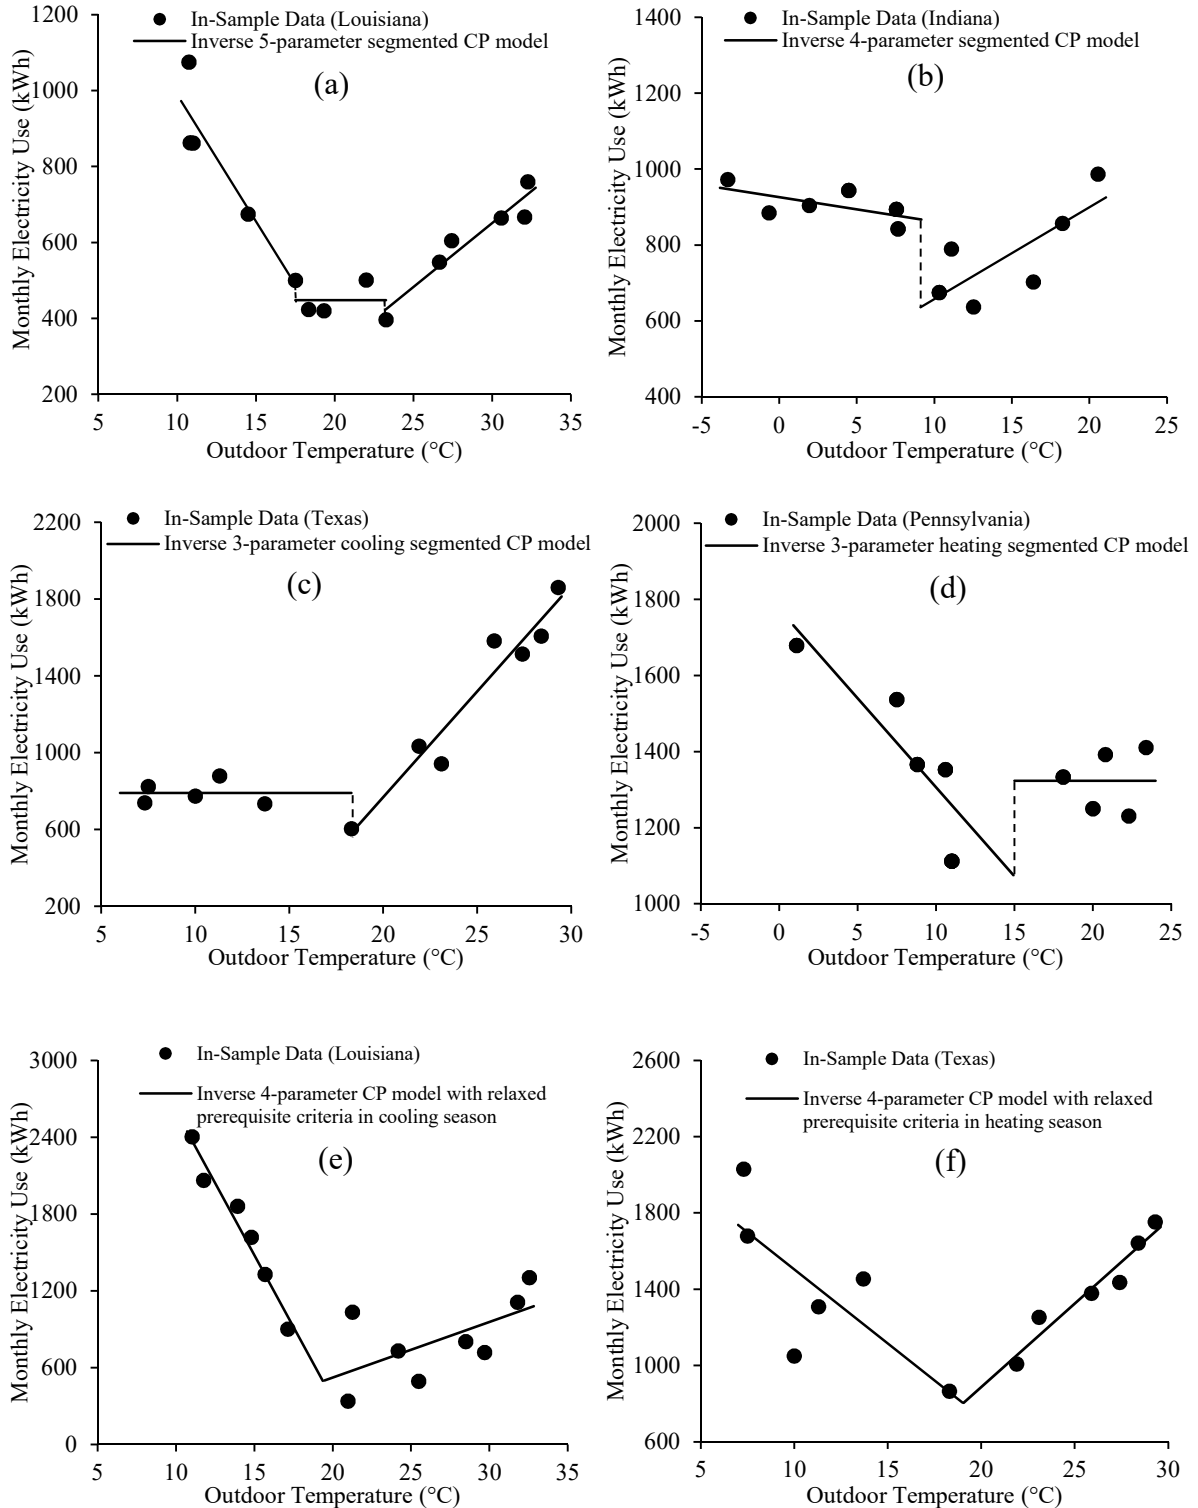 In-Sample Data (Louisiana)
Inverse 5-parameter segmented CP model
(a)
Monthly Electricity Use (kWh)
1200
1000
800
600
400
200
5 10 15 20 25 30 35
Outdoor Temperature (°C)
In-Sample Data (Indiana)
Inverse 4-parameter segmented CP model
(b)
Monthly Electricity Use (kWh)
1400
1200
1000
800
600
400
-5 0 5 10 15 20 25
Outdoor Temperature (°C)
In-Sample Data (Texas)
Inverse 3-parameter cooling segmented CP model
(c)
Monthly Electricity Use (kWh)
2200
1800
1400
1000
600
200
5 10 15 20 25 30
Outdoor Temperature (°C)
In-Sample Data (Pennsylvania)
Inverse 3-parameter heating segmented CP model
(d)
Monthly Electricity Use (kWh)
2000
1800
1600
1400
1200
1000
-5 0 5 10 15 20 25
Outdoor Temperature (°C)
In-Sample Data (Louisiana)
Inverse 4-parameter CP model with relaxed
prerequisite criteria in cooling season
(e)
Monthly Electricity Use (kWh)
3000
2400
1800
1200
600
0
5 10 15 20 25 30 35
Outdoor Temperature (°C)
In-Sample Data (Texas)
Inverse 4-parameter CP model with relaxed
prerequisite criteria in heating season
(f)
Monthly Electricity Use (kWh)
2600
2200
1800
1400
1000
600
5 10 15 20 25 30
Outdoor Temperature (°C)